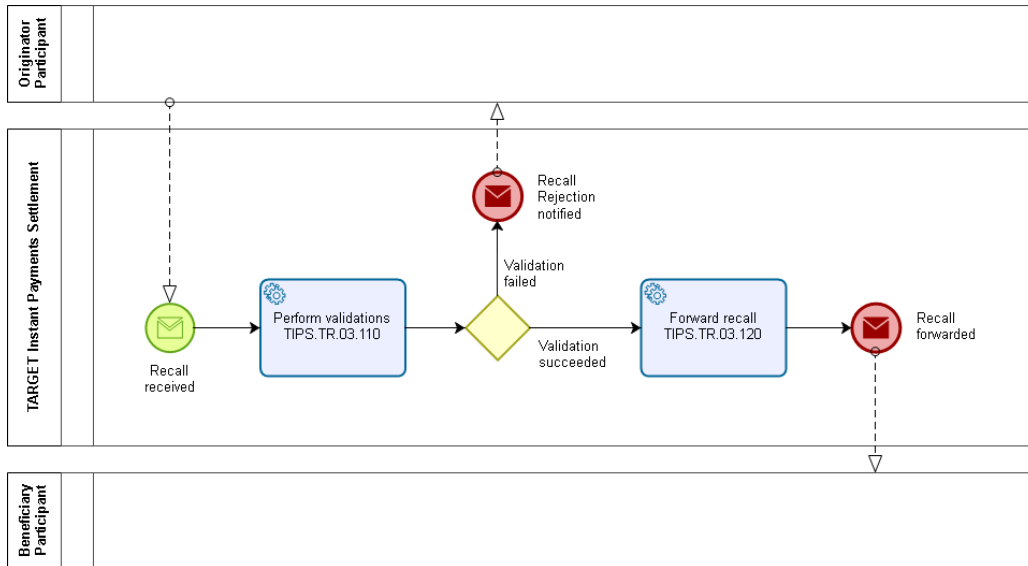 Originator
Participant
TARGET Instant Payments Settlement
Recall
Rejection
notified
Validation
failed
Perform validations
TIPS.TR.03.110
Forward recall
TIPS.TR.03.120
Recall
forwarded
Validation
succeeded
Recall
received
Beneficiary
Participant